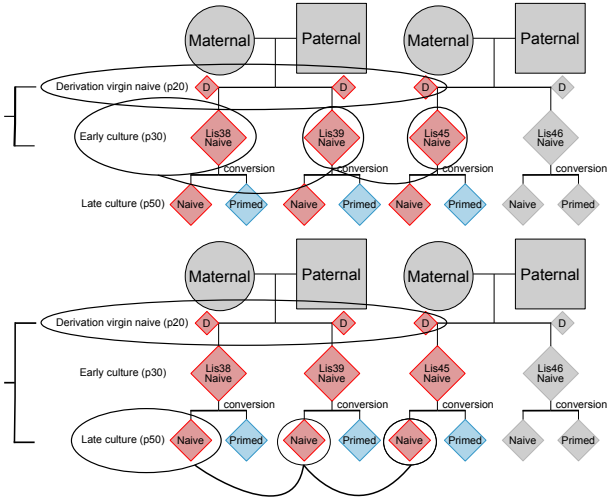 Maternal Paternal Maternal Paternal
Derivation virgin naive (p20) D D D D
Early culture (p30) Lis38 Naive Lis39 Naive Lis45 Naive Lis46 Naive
conversion conversion conversion conversion
Late culture (p50) Naive Primed Naive Primed Naive Primed Naive Primed
Maternal Paternal Maternal Paternal
Derivation virgin naive (p20) D D D D
Early culture (p30) Lis38 Naive Lis39 Naive Lis45 Naive Lis46 Naive
conversion conversion conversion conversion
Late culture (p50) Naive Primed Naive Primed Naive Primed Naive Primed